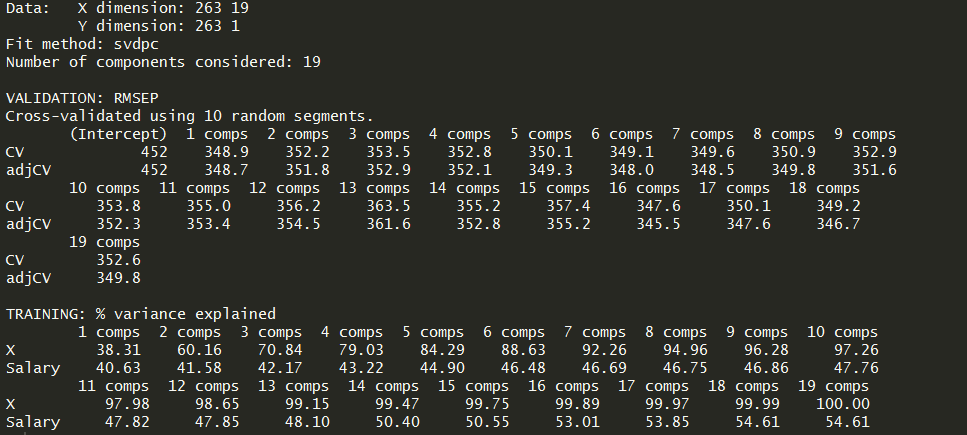 Data: X dimension: 263 19
Y dimension: 263 1
Fit method: svdpc
Number of components considered: 19
VALIDATION: RMSEP
Cross-validated using 10 random segments.
(Intercept) 1 comps 2 comps 3 comps 4 comps 5 comps 6 comps 7 comps 8 comps 9 comps
CV 452 348.9 352.2 353.5 352.8 350.1 349.1 349.6 350.9 352.9
adjCV 452 348.7 351.8 352.9 352.1 349.3 348.0 348.5 349.8 351.6
10 comps 11 comps 12 comps 13 comps 14 comps 15 comps 16 comps 17 comps 18 comps
CV 353.8 355.0 356.2 363.5 355.2 357.4 347.6 350.1 349.2
adjCV 352.3 353.4 354.5 361.6 352.8 355.2 345.5 347.6 346.7
19 comps
CV 352.6
adjCV 349.8
TRAINING: % variance explained
1 comps 2 comps 3 comps 4 comps 5 comps 6 comps 7 comps 8 comps 9 comps 10 comps
X 38.31 60.16 70.84 79.03 84.29 88.63 92.26 94.96 96.28 97.26
Salary 40.63 41.58 42.17 43.22 44.90 46.48 46.69 46.75 46.86 47.76
11 comps 12 comps 13 comps 14 comps 15 comps 16 comps 17 comps 18 comps 19 comps
X 97.98 98.65 99.15 99.47 99.75 99.89 99.97 99.99 100.00
Salary 47.82 47.85 48.10 50.40 50.55 53.01 53.85 54.61 54.61